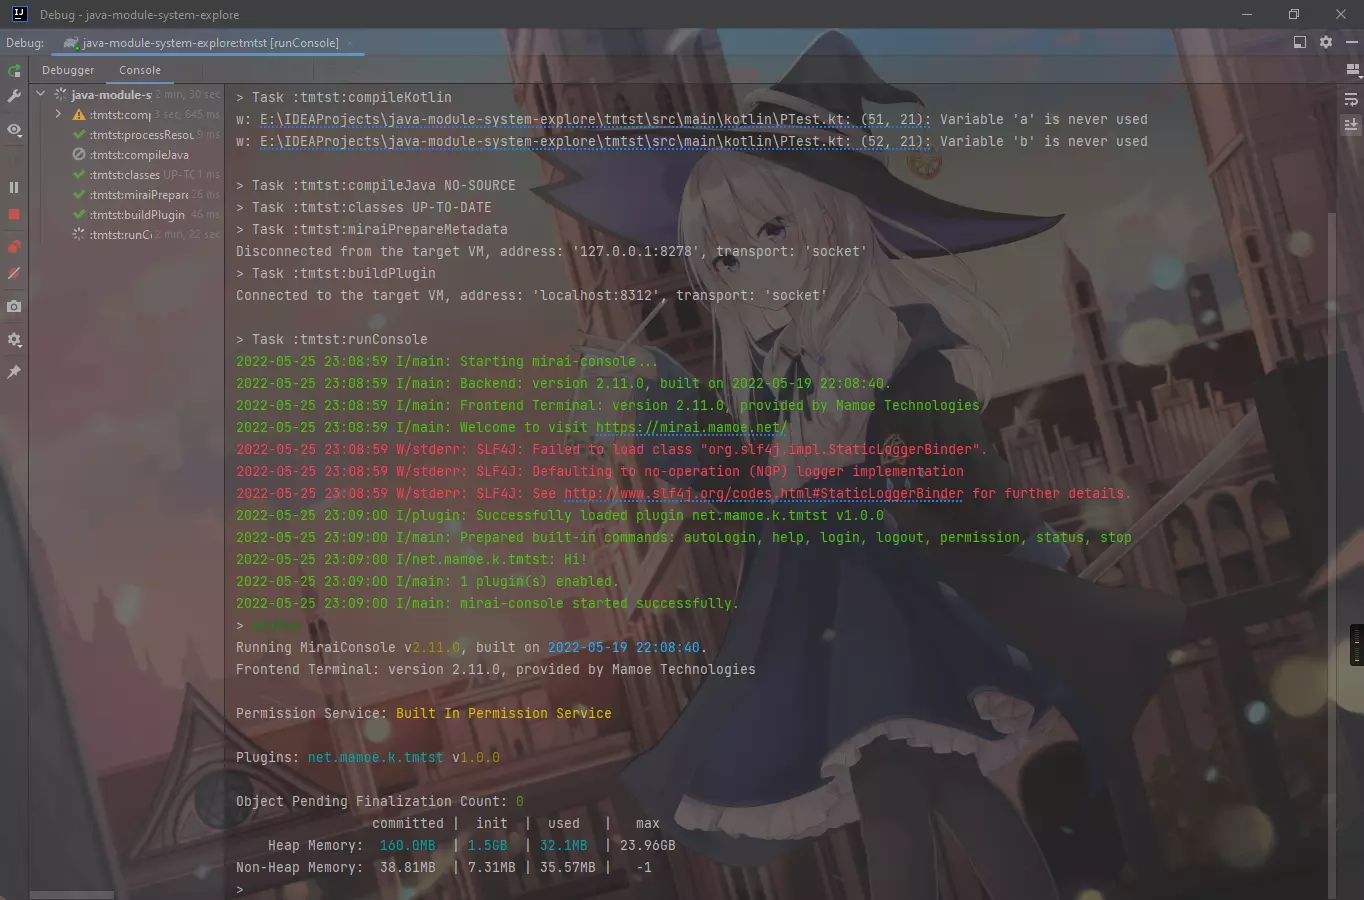 Debug - java-module-system-explore
Debug: java-module-system-explore:tmtst [runConsole]
Debugger Console
java-module-s 2 min, 30 sec
:tmtst:comp 3 sec, 645 ms
:tmtst:processResou 9 ms
:tmtst:compileJava
:tmtst:classes UP-TO 1 ms
:tmtst:miraiPrepare 26 ms
:tmtst:buildPlugin 46 ms
:tmtst:runCo 2 min, 22 sec
> Task :tmtst:compileKotlin
w: E:\IDEAProjects\java-module-system-explore\tmtst\src\main\kotlin\PTest.kt: (51, 21): Variable 'a' is never used
w: E:\IDEAProjects\java-module-system-explore\tmtst\src\main\kotlin\PTest.kt: (52, 21): Variable 'b' is never used
> Task :tmtst:compileJava NO-SOURCE
> Task :tmtst:classes UP-TO-DATE
> Task :tmtst:miraiPrepareMetadata
Disconnected from the target VM, address: '127.0.0.1:8278', transport: 'socket'
> Task :tmtst:buildPlugin
Connected to the target VM, address: 'localhost:8312', transport: 'socket'
> Task :tmtst:runConsole
2022-05-25 23:08:59 I/main: Starting mirai-console...
2022-05-25 23:08:59 I/main: Backend: version 2.11.0, built on 2022-05-19 22:08:40.
2022-05-25 23:08:59 I/main: Frontend Terminal: version 2.11.0, provided by Mamoe Technologies
2022-05-25 23:08:59 I/main: Welcome to visit https://mirai.mamoe.net/
2022-05-25 23:08:59 W/stderr: SLF4J: Failed to load class "org.slf4j.impl.StaticLoggerBinder".
2022-05-25 23:08:59 W/stderr: SLF4J: Defaulting to no-operation (NOP) logger implementation
2022-05-25 23:08:59 W/stderr: SLF4J: See http://www.slf4j.org/codes.html#StaticLoggerBinder for further details.
2022-05-25 23:09:00 I/plugin: Successfully loaded plugin net.mamoe.k.tmtst v1.0.0
2022-05-25 23:09:00 I/main: Prepared built-in commands: autoLogin, help, login, logout, permission, status, stop
2022-05-25 23:09:00 I/net.mamoe.k.tmtst: Hi!
2022-05-25 23:09:00 I/main: 1 plugin(s) enabled.
2022-05-25 23:09:00 I/main: mirai-console started successfully.
> status
Running MiraiConsole v2.11.0, built on 2022-05-19 22:08:40.
Frontend Terminal: version 2.11.0, provided by Mamoe Technologies
Permission Service: Built In Permission Service
Plugins: net.mamoe.k.tmtst v1.0.0
Object Pending Finalization Count: 0
committed | init | used | max
Heap Memory: 160.0MB | 1.5GB | 32.1MB | 23.96GB
Non-Heap Memory: 38.81MB | 7.31MB | 35.57MB | -1
>